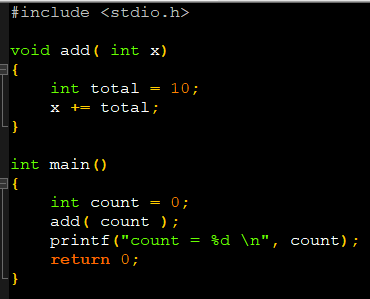 #include <stdio.h>
void add( int x)
{
int total = 10;
x += total;
}
int main()
{
int count = 0;
add( count );
printf("count = %d \n", count);
return 0;
}